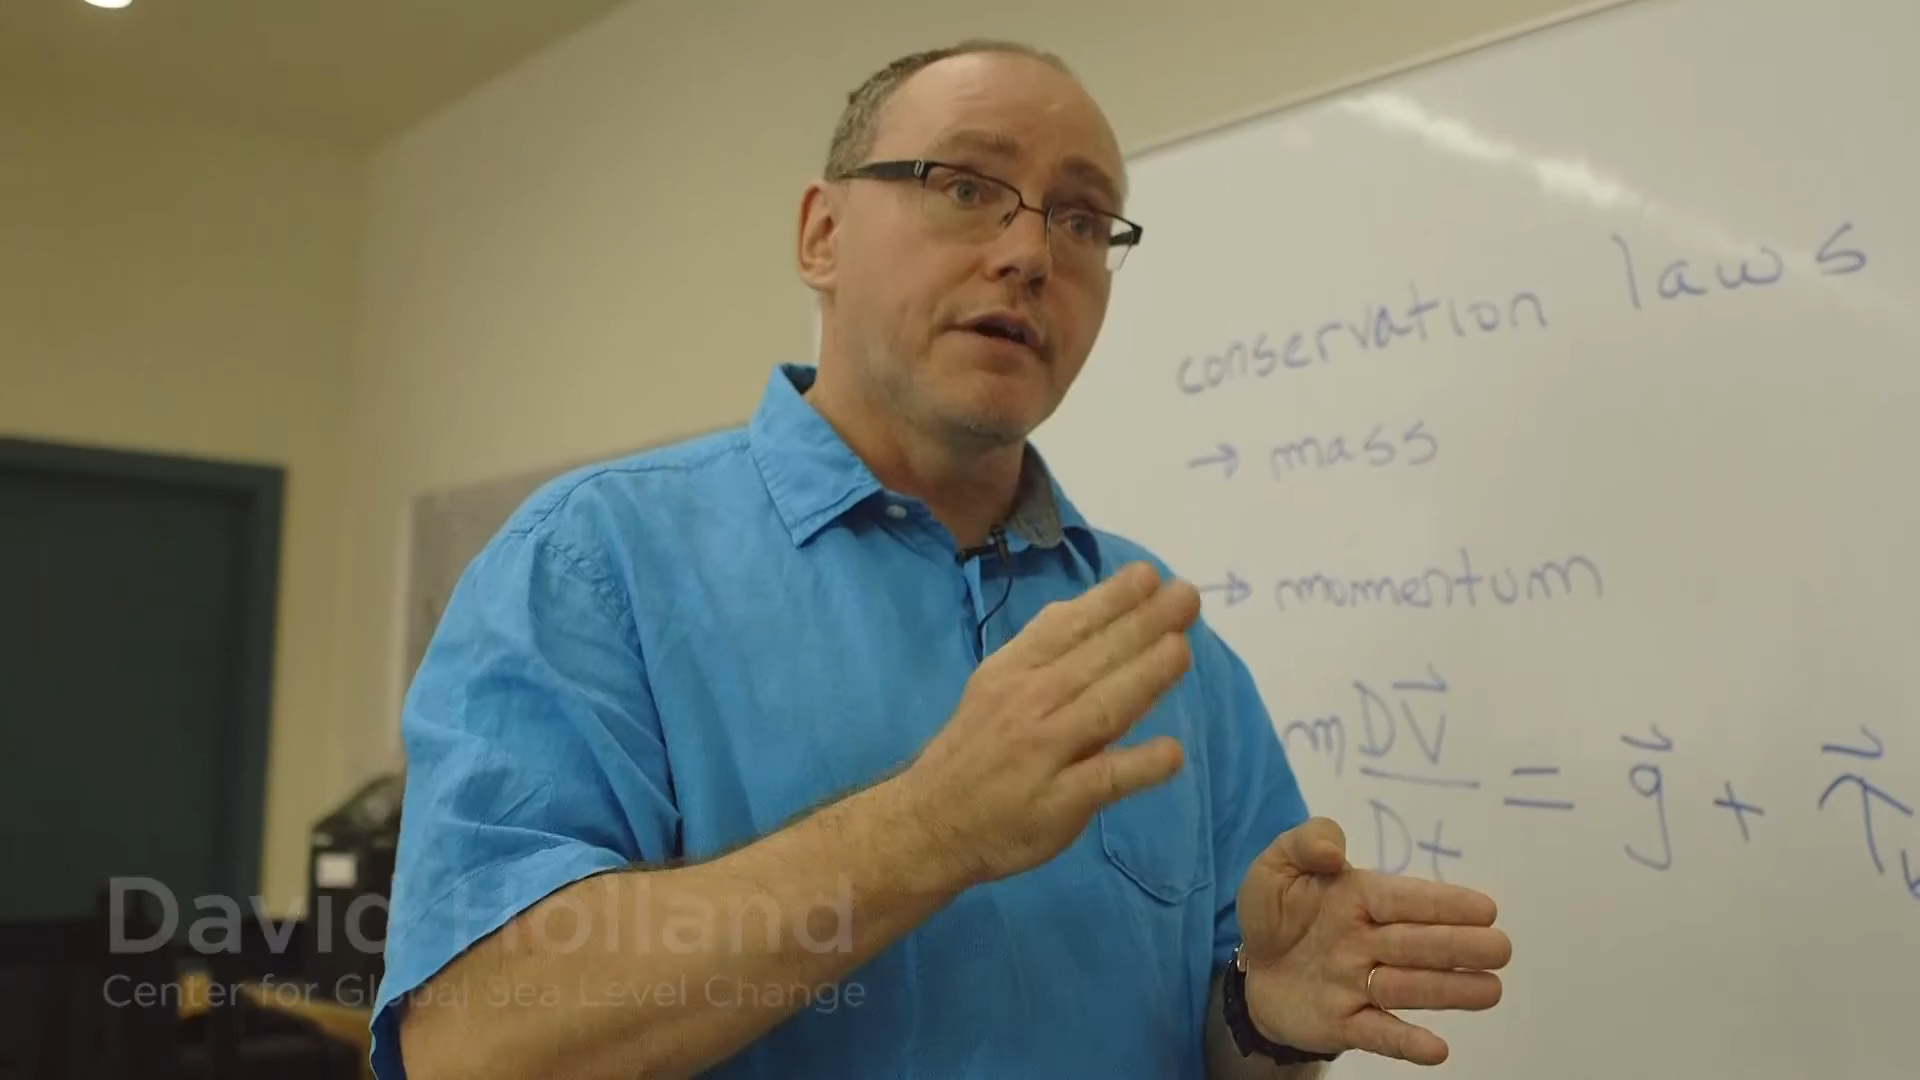 conservation laws
→ mass
→ momentum
m DV⃗/Dt = g⃗ + τ⃗
David Holland
Center for Global Sea Level Change